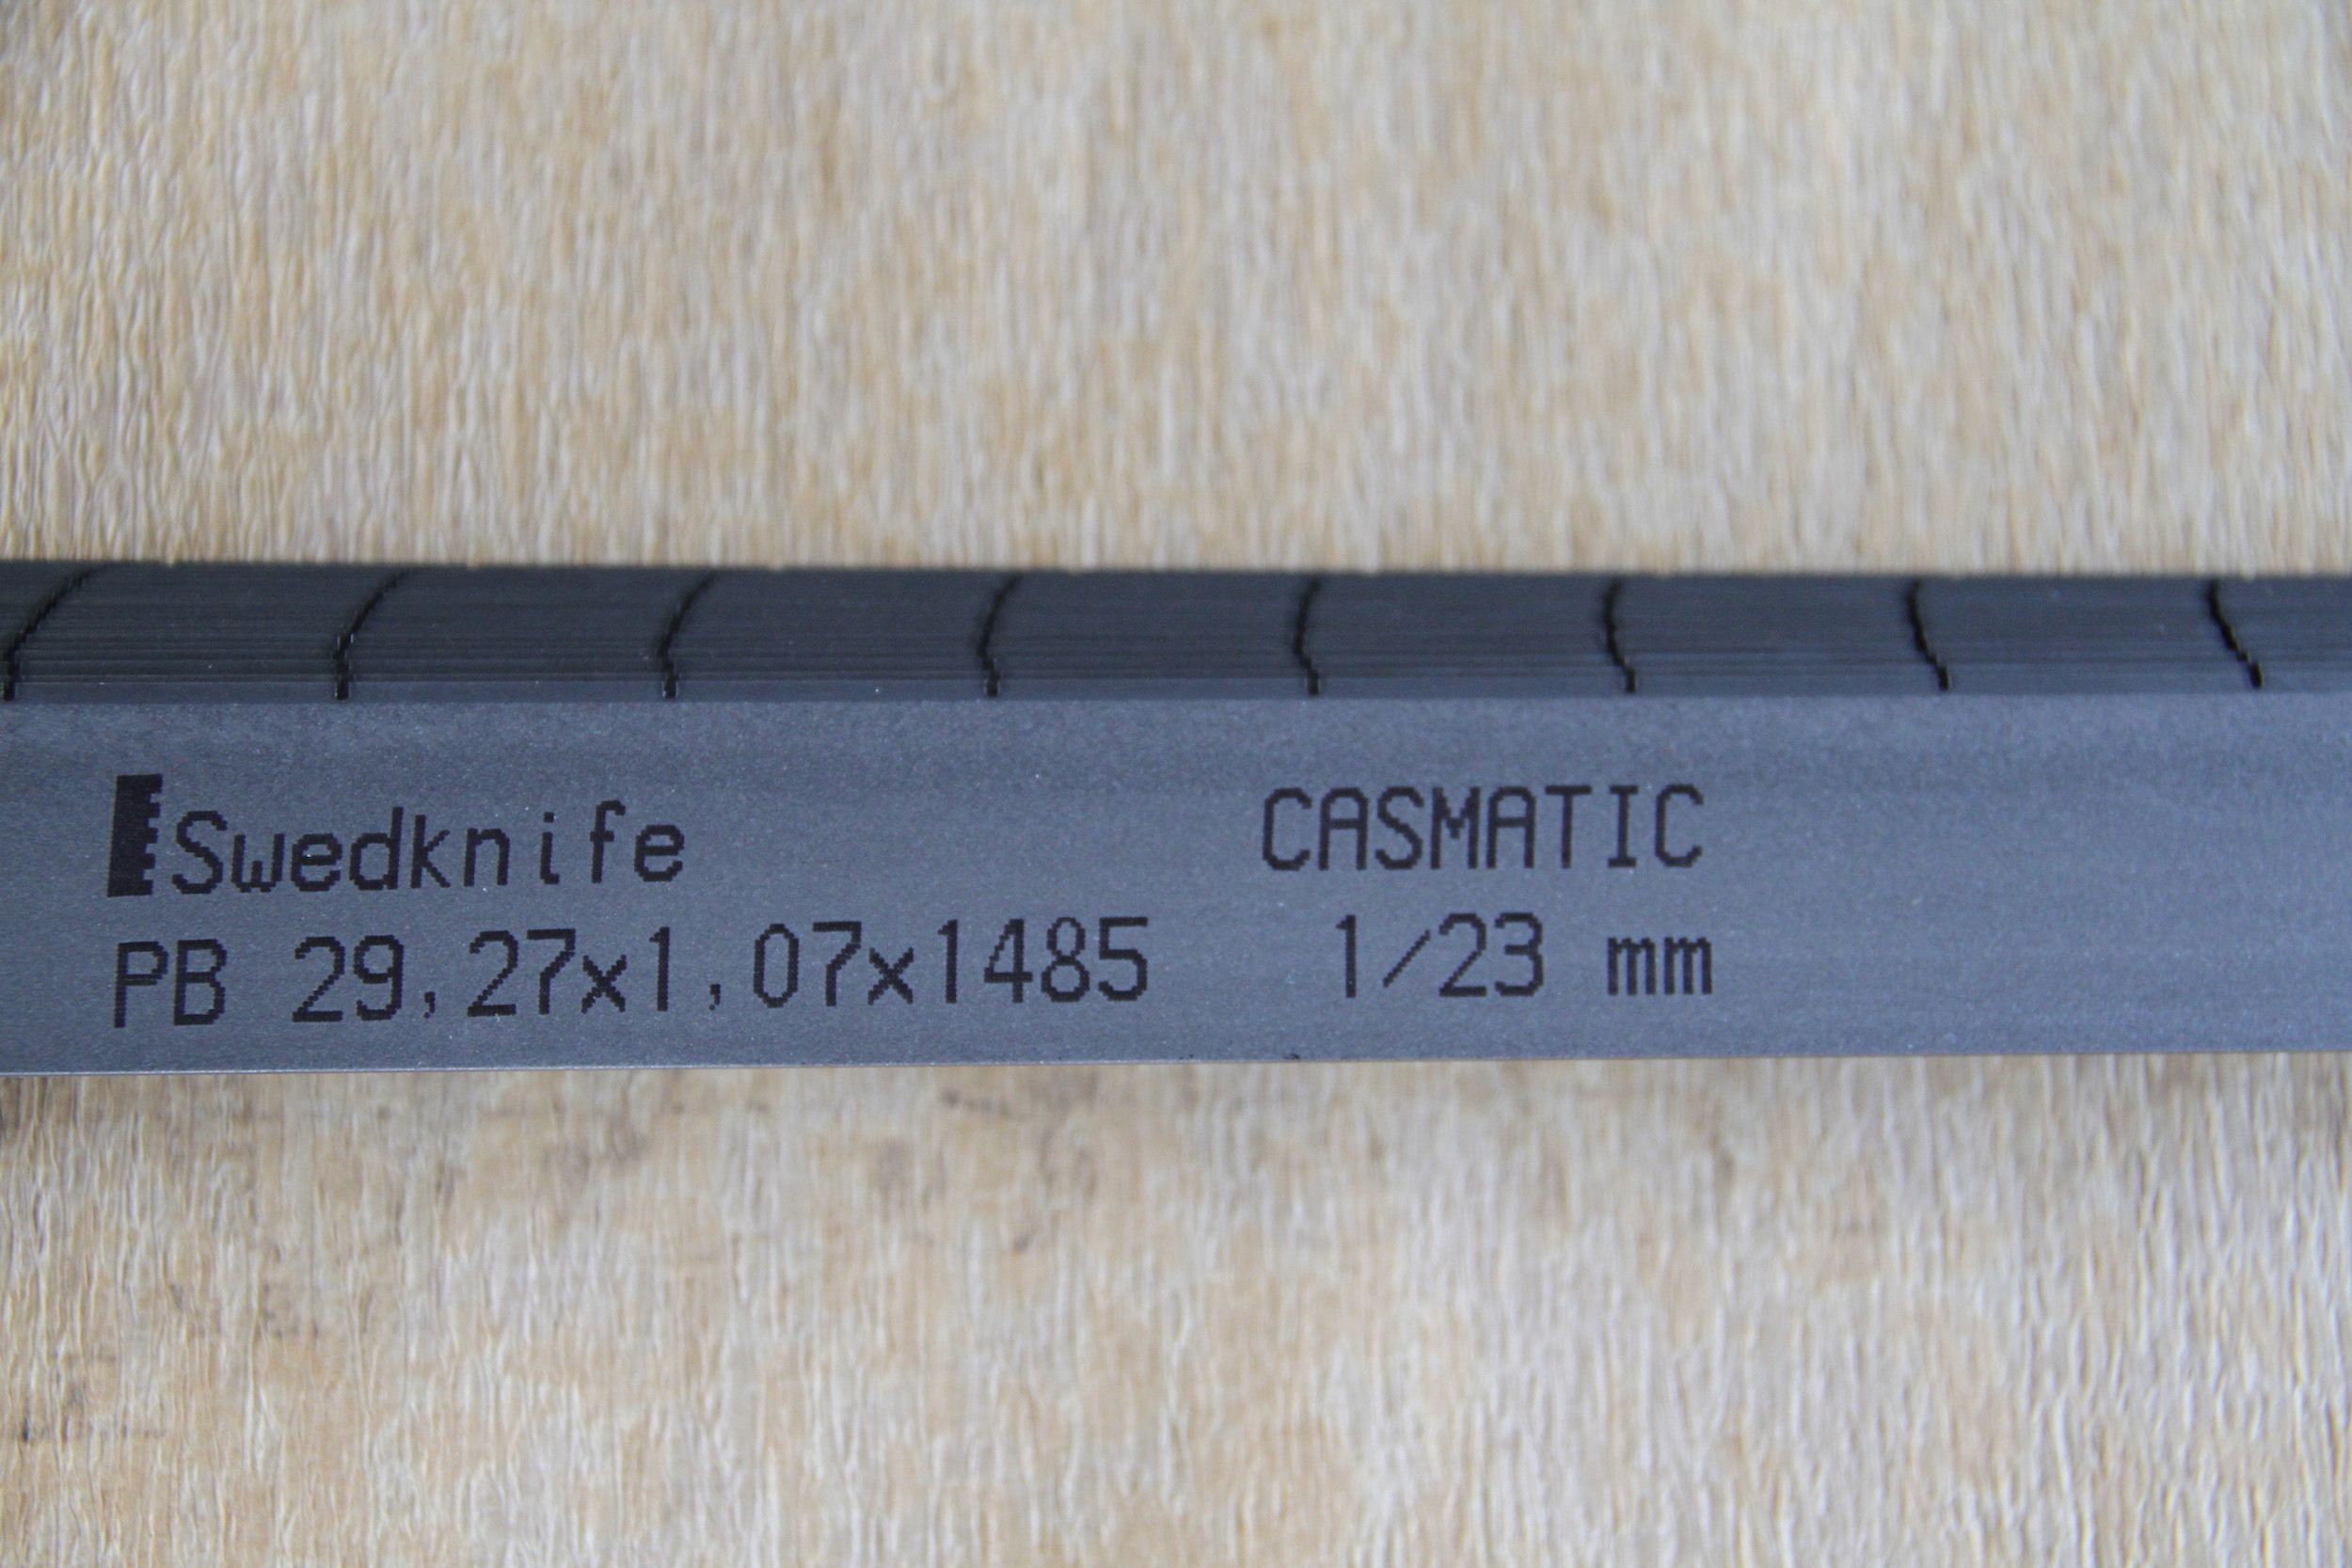 Swedknife CASMATIC
PB 29,27x1,07x1485 1/23 mm